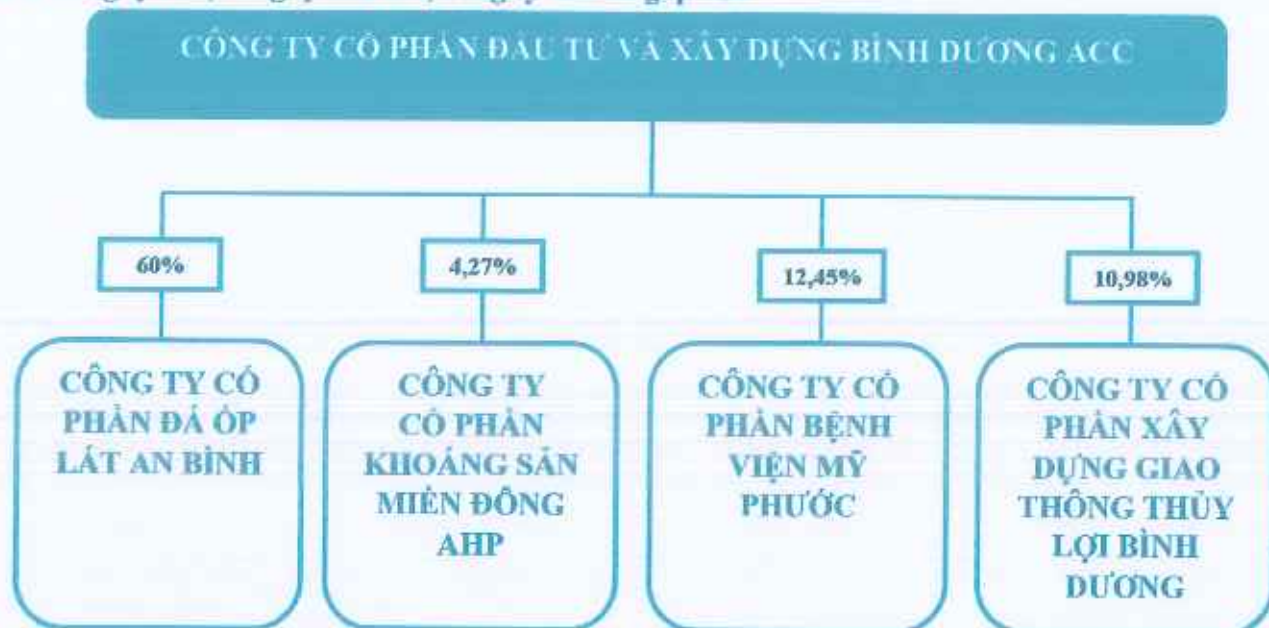 CÔNG TY CỔ PHẦN ĐẦU TƯ VÀ XÂY DỰNG BÌNH DƯƠNG ACC
60%
4,27%
12,45%
10,98%
CÔNG TY CỔ
PHẦN ĐÁ ỐP
LÁT AN BÌNH
CÔNG TY
CỔ PHẦN
KHOÁNG SẢN
MIỀN ĐÔNG
AHP
CÔNG TY CỔ
PHẦN BỆNH
VIỆN MỸ
PHƯỚC
CÔNG TY CỔ
PHẦN XÂY
DỰNG GIAO
THÔNG THỦY
LỢI BÌNH
DƯƠNG